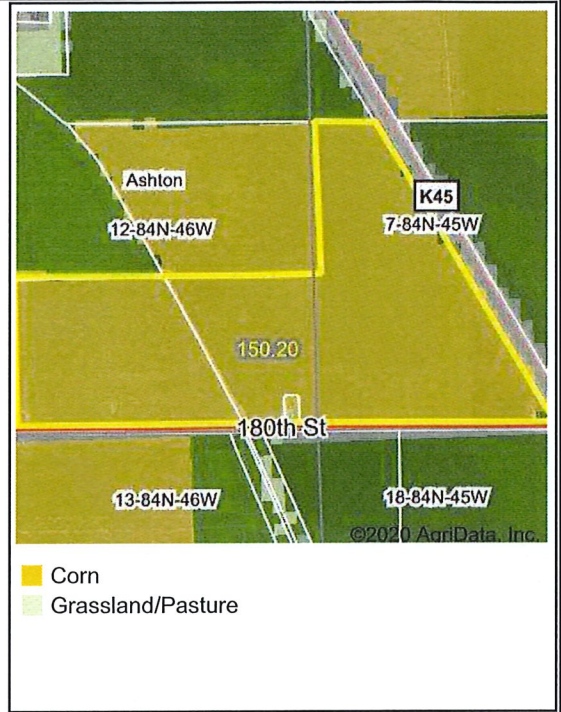 Ashton
K45
12-84N-46W
7-84N-45W
150.20
180th St
13-84N-46W
18-84N-45W
©2020 AgriData, Inc.
Corn
Grassland/Pasture